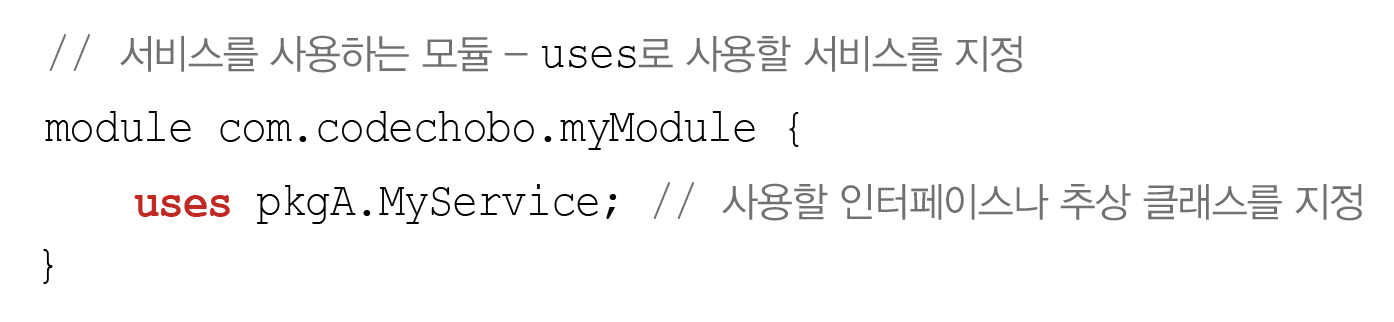 // 서비스를 사용하는 모듈 – uses로 사용할 서비스를 지정
module com.codechobo.myModule {
uses pkgA.MyService; // 사용할 인터페이스나 추상 클래스를 지정
}